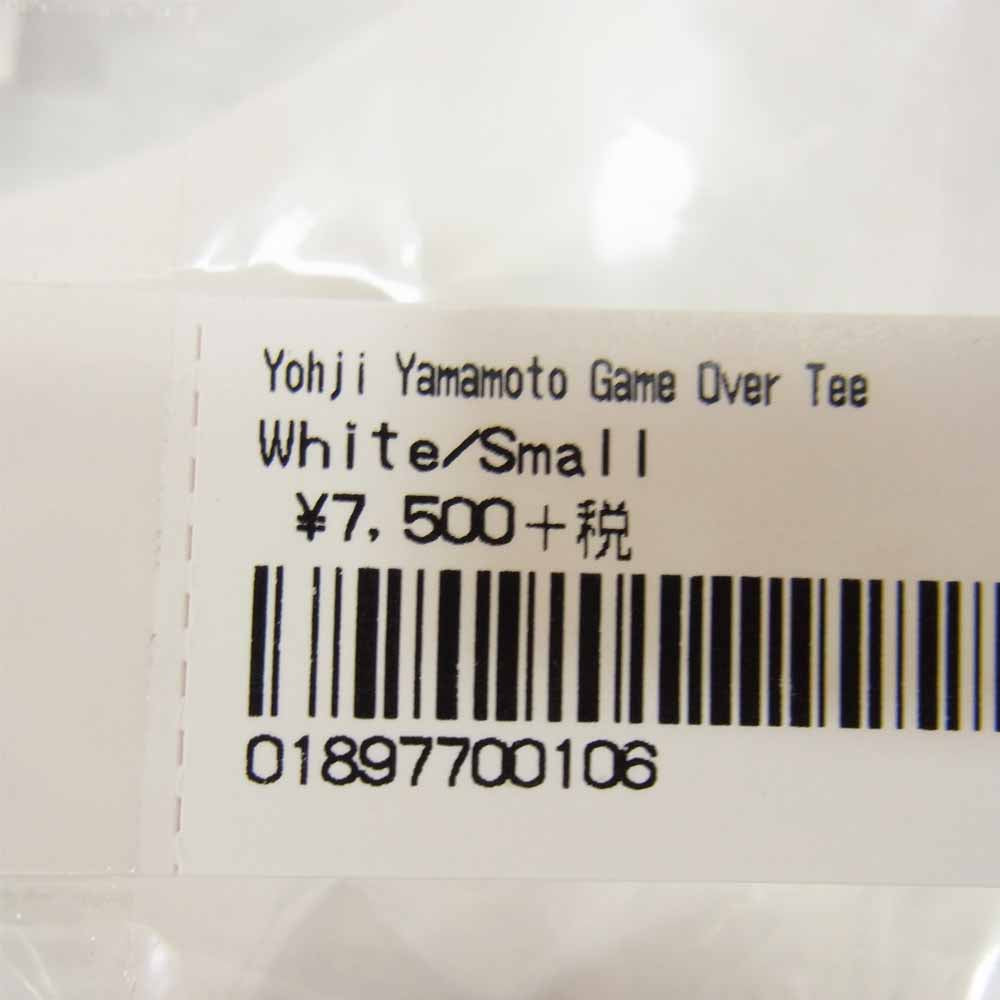 Yohji Yamamoto Game Over Tee
White/Small
¥7,500+税
01897700106